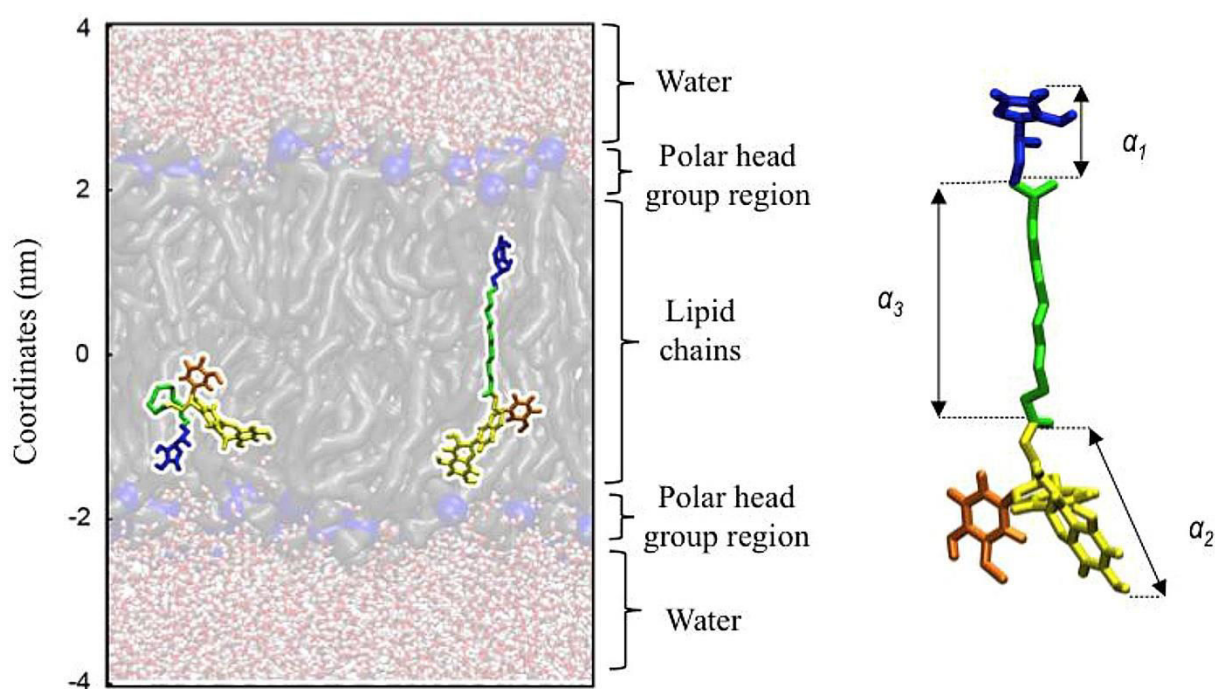 4
2
0
-2
-4
Coordinates (nm)
Water
Polar head
group region
Lipid
chains
Polar head
group region
Water
α1
α3
α2